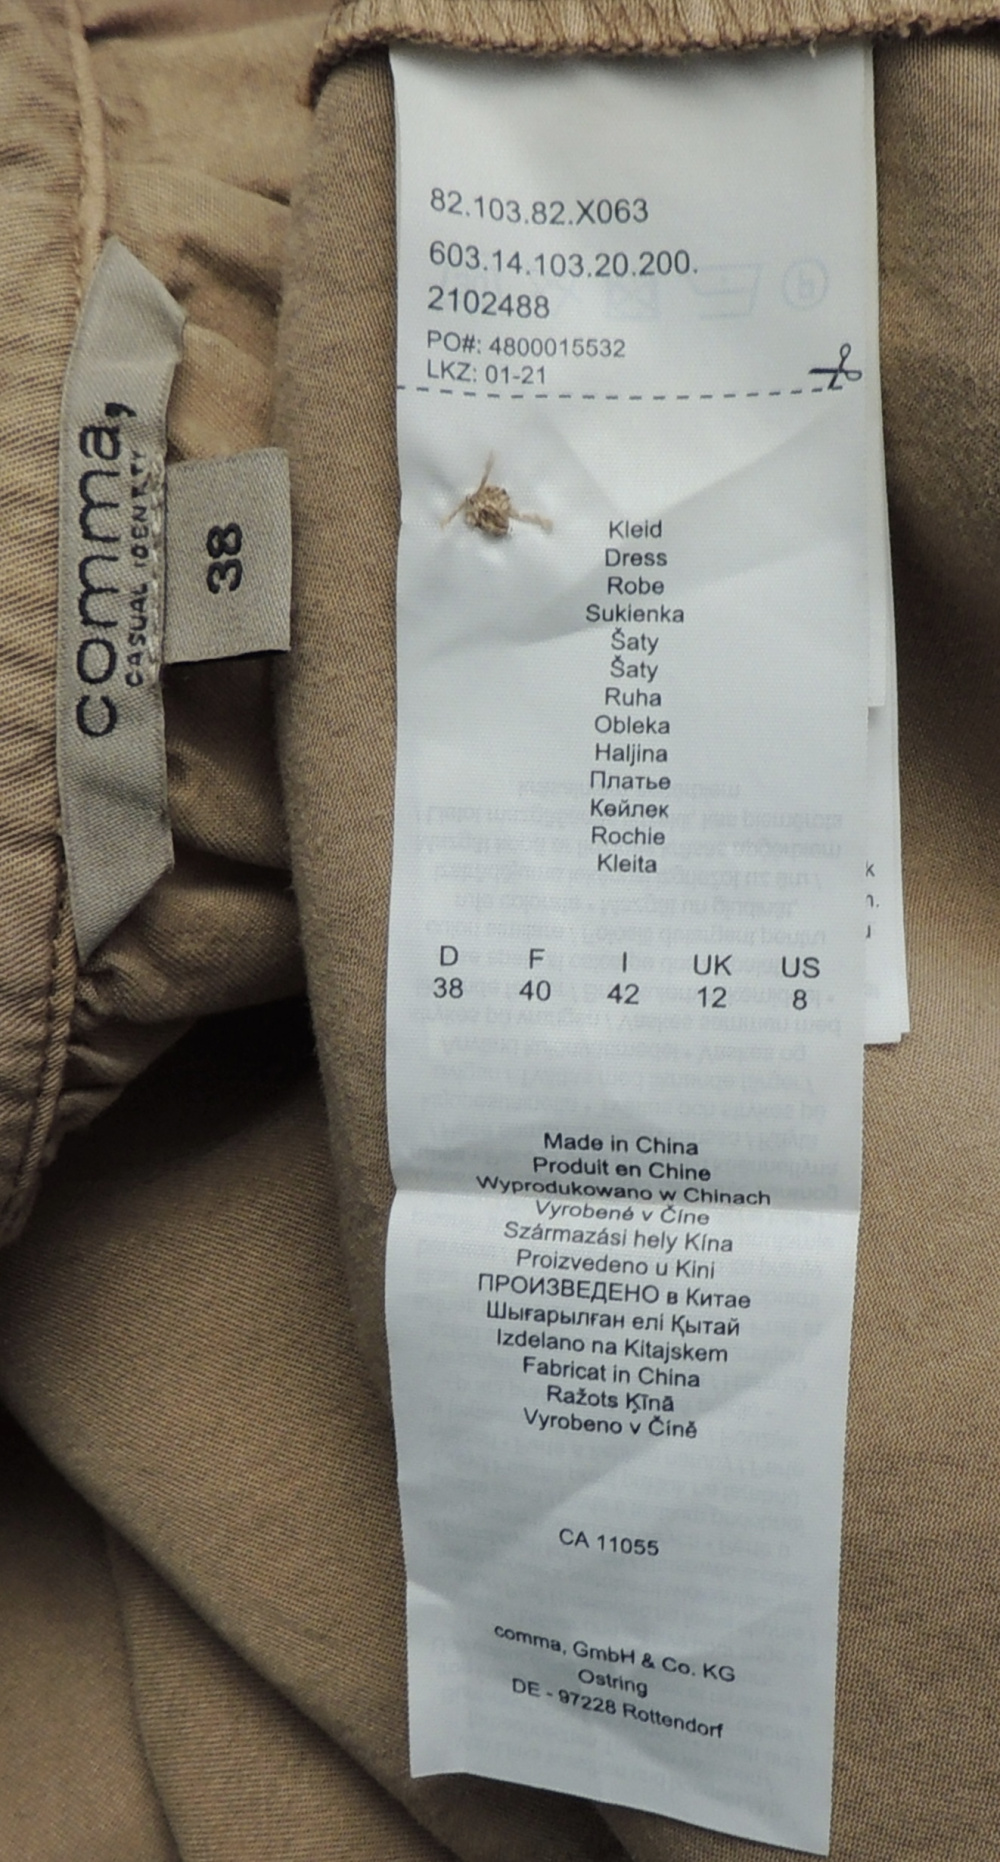 comma,
CASUAL IDENTITY
38
82.103.82.X063
603.14.103.20.200.
2102488
PO#: 4800015532
LKZ: 01-21
Kleid
Dress
Robe
Sukienka
Šaty
Šaty
Ruha
Obleka
Haljina
Платье
Көйлек
Rochie
Kleita
D F I UK US
38 40 42 12 8
Made in China
Produit en Chine
Wyprodukowano w Chinach
Vyrobené v Číne
Származási hely Kína
Proizvedeno u Kini
ПРОИЗВЕДЕНО в Китае
Шығарылған елі Қытай
Izdelano na Kitajskem
Fabricat in China
Ražots Ķīnā
Vyrobeno v Číně
CA 11055
comma, GmbH & Co. KG
Ostring
DE - 97228 Rottendorf